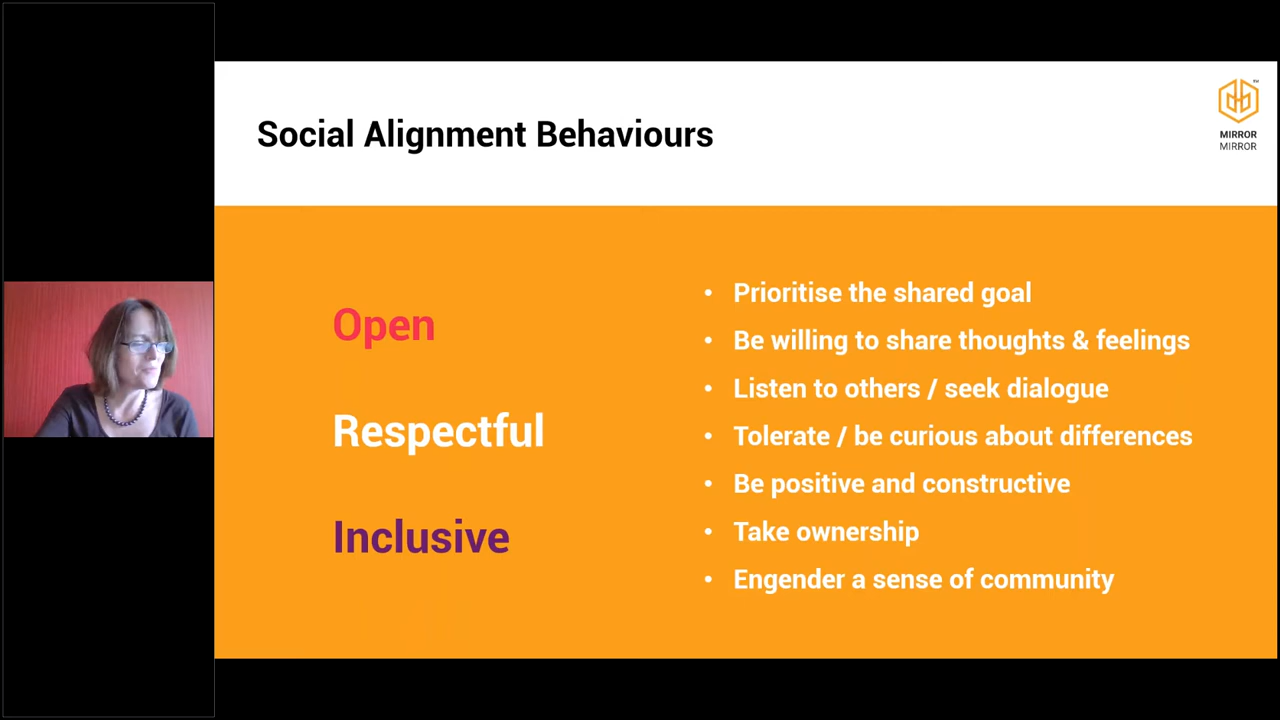 Social Alignment Behaviours
TM
MIRROR
MIRROR
Open
Respectful
Inclusive
• Prioritise the shared goal
• Be willing to share thoughts & feelings
• Listen to others / seek dialogue
• Tolerate / be curious about differences
• Be positive and constructive
• Take ownership
• Engender a sense of community